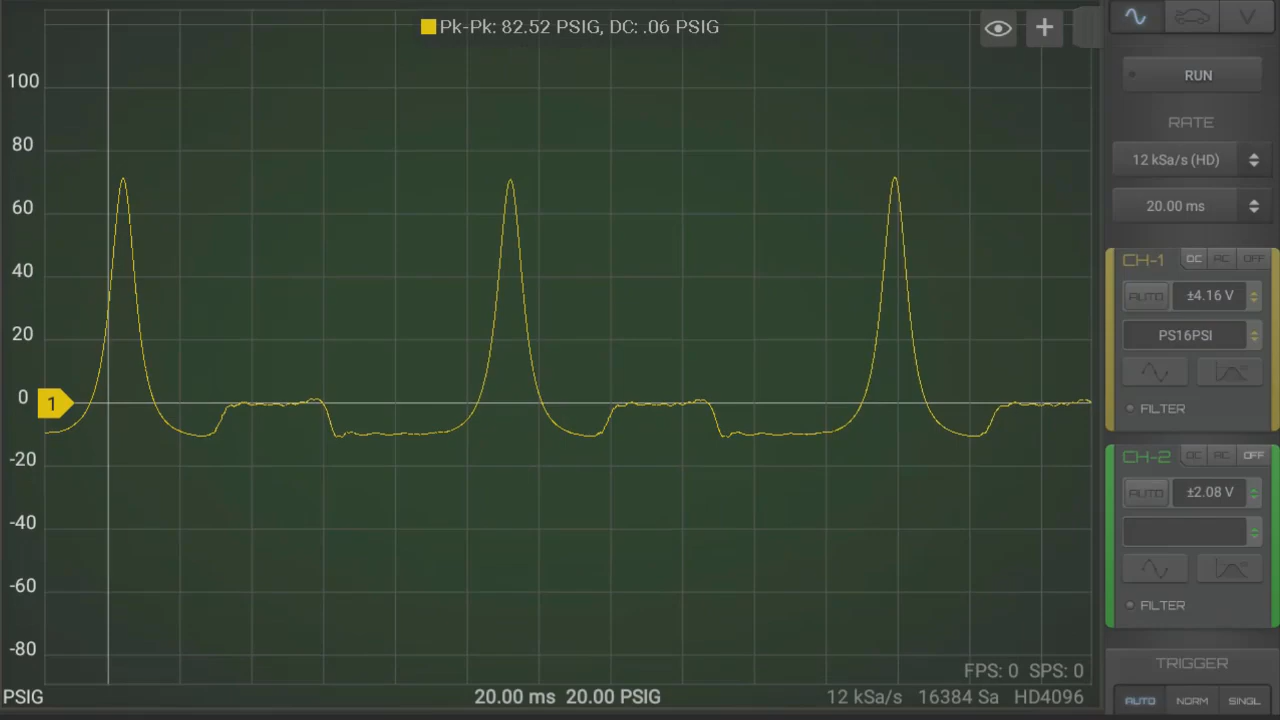 Pk-Pk: 82.52 PSIG, DC: .06 PSIG
100
80
60
40
20
0
-20
-40
-60
-80
PSIG
1
20.00 ms 20.00 PSIG
FPS: 0 SPS: 0
12 kSa/s 16384 Sa HD4096
RUN
RATE
12 kSa/s (HD)
20.00 ms
CH-1 DC AC OFF
AUTO ±4.16 V
PS16PSI
FILTER
CH-2 DC AC OFF
AUTO ±2.08 V
FILTER
TRIGGER
AUTO NORM SINGL